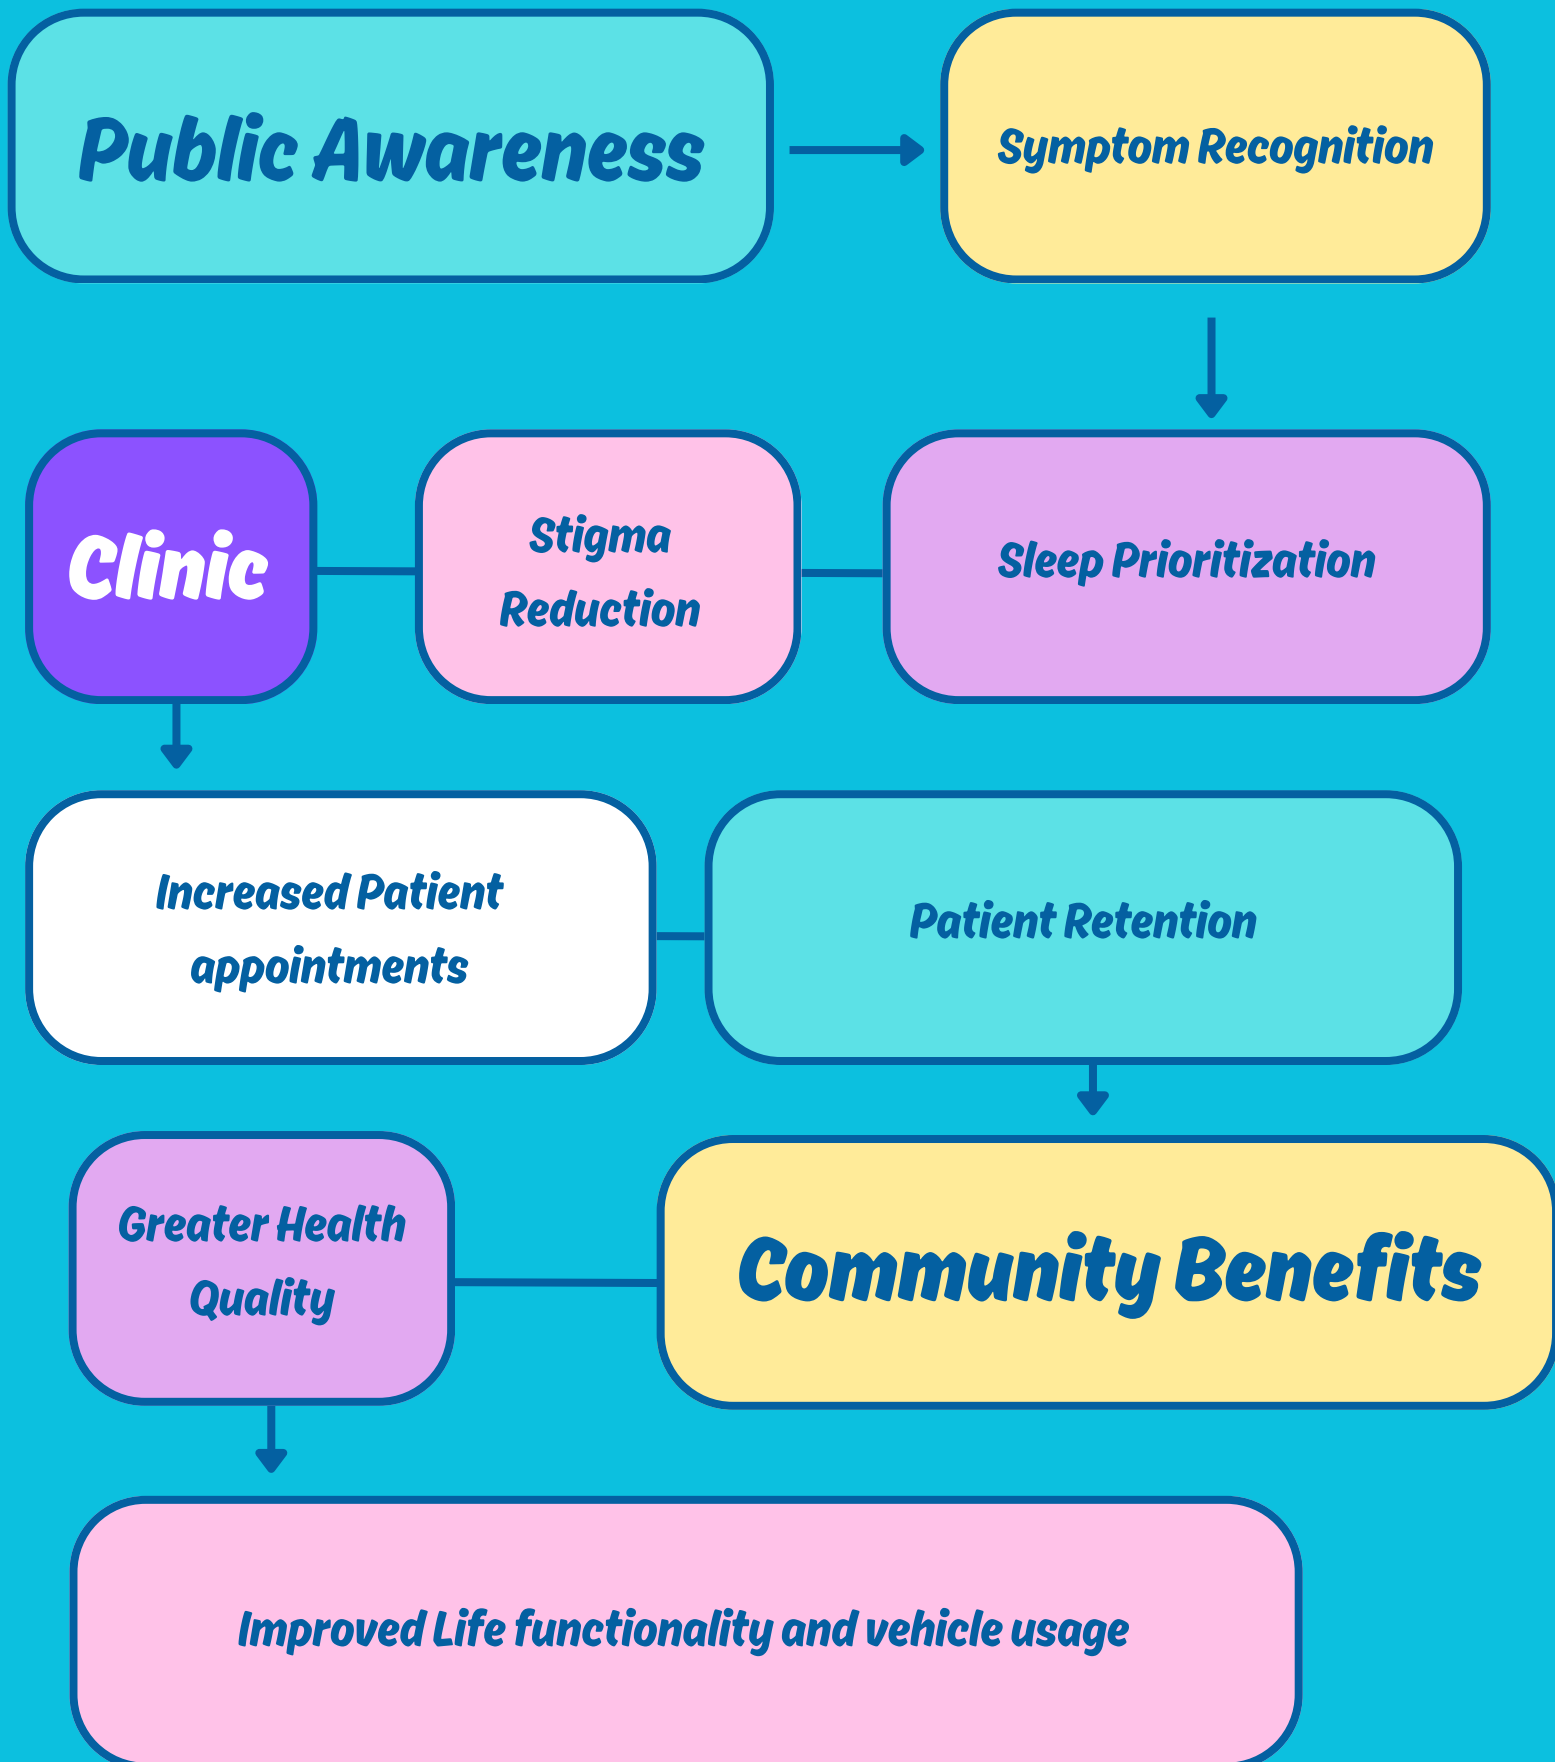 Public Awareness
Symptom Recognition
Clinic
Stigma
Reduction
Sleep Prioritization
Increased Patient
appointments
Patient Retention
Greater Health
Quality
Community Benefits
Improved Life functionality and vehicle usage